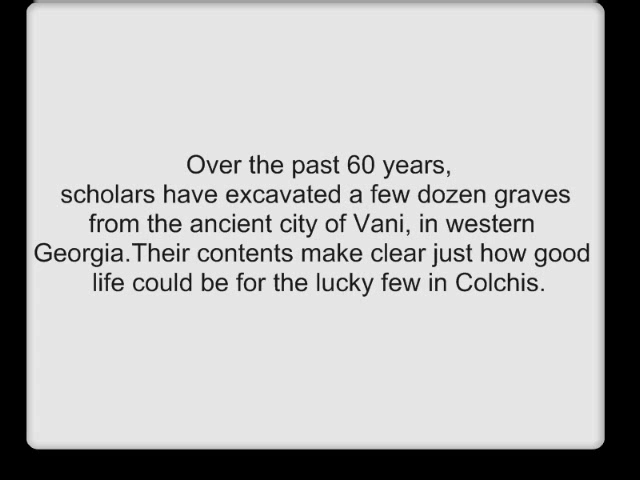 Over the past 60 years,
scholars have excavated a few dozen graves
from the ancient city of Vani, in western
Georgia.Their contents make clear just how good
life could be for the lucky few in Colchis.